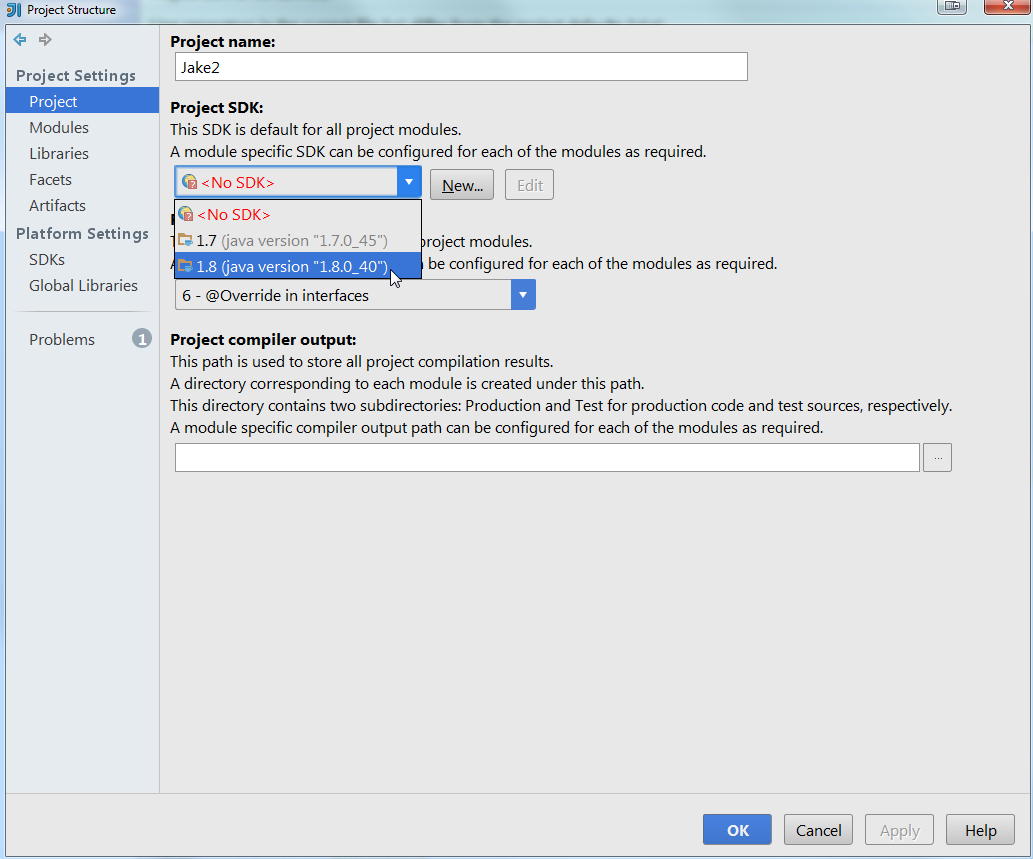 Project Structure
Project Settings
Project
Modules
Libraries
Facets
Artifacts
Platform Settings
SDKs
Global Libraries
Problems 1
Project name:
Jake2
Project SDK:
This SDK is default for all project modules.
A module specific SDK can be configured for each of the modules as required.
<No SDK> New... Edit
<No SDK>
1.7 (java version "1.7.0_45") project modules.
1.8 (java version "1.8.0_40") be configured for each of the modules as required.
6 - @Override in interfaces
Project compiler output:
This path is used to store all project compilation results.
A directory corresponding to each module is created under this path.
This directory contains two subdirectories: Production and Test for production code and test sources, respectively.
A module specific compiler output path can be configured for each of the modules as required.
...
OK Cancel Apply Help